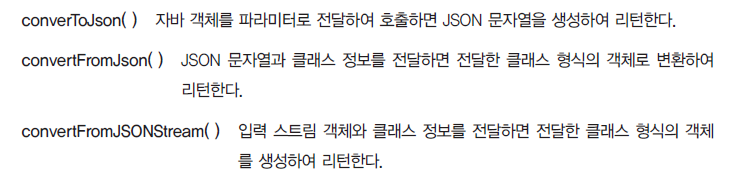 converToJson( ) 자바 객체를 파라미터로 전달하여 호출하면 JSON 문자열을 생성하여 리턴한다.
convertFromJson( ) JSON 문자열과 클래스 정보를 전달하면 전달한 클래스 형식의 객체로 변환하여
리턴한다.
convertFromJSONStream( ) 입력 스트림 객체와 클래스 정보를 전달하면 전달한 클래스 형식의 객체
를 생성하여 리턴한다.